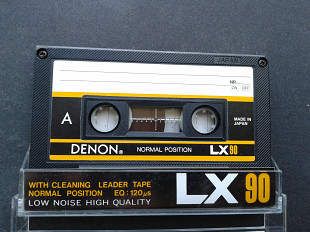 JAPAN
NR.
ON OFF
A
MADE IN
JAPAN
DENON®
NORMAL POSITION
LX 90
WITH CLEANING LEADER TAPE
NORMAL POSITION EQ:120μs
LOW NOISE HIGH QUALITY
LX 90